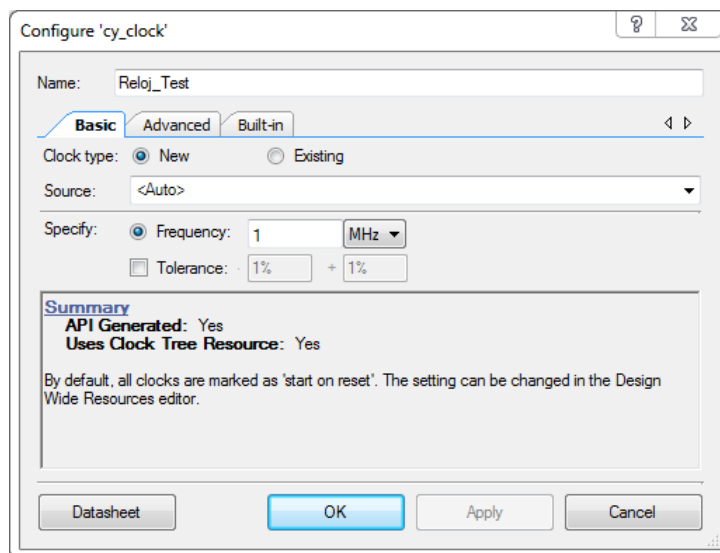 Configure 'cy_clock'
Name: Reloj_Test
Basic Advanced Built-in
Clock type: New Existing
Source: <Auto>
Specify: Frequency: 1 MHz
Tolerance: - 1% + 1%
Summary
API Generated: Yes
Uses Clock Tree Resource: Yes
By default, all clocks are marked as 'start on reset'. The setting can be changed in the Design
Wide Resources editor.
Datasheet OK Apply Cancel